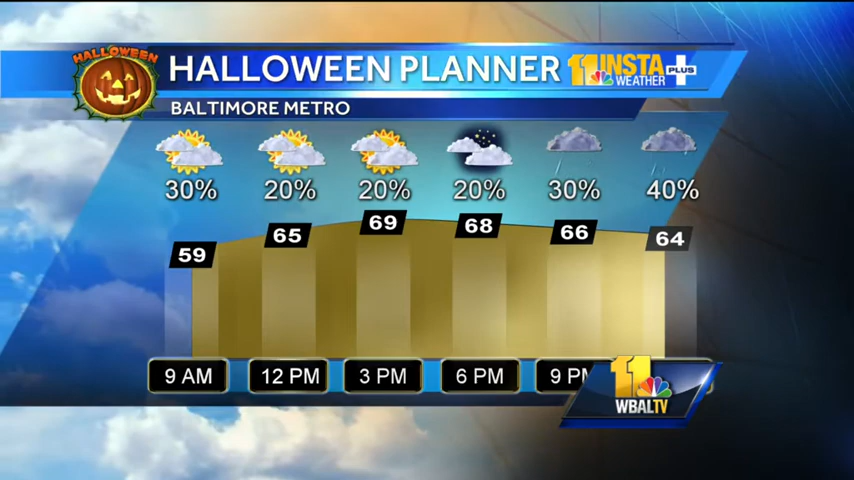 HALLOWEEN
HALLOWEEN PLANNER
11 INSTA
WEATHER PLUS
BALTIMORE METRO
30% 20% 20% 20% 30% 40%
59 65 69 68 66 64
9 AM 12 PM 3 PM 6 PM 9 PM
11
WBALTV